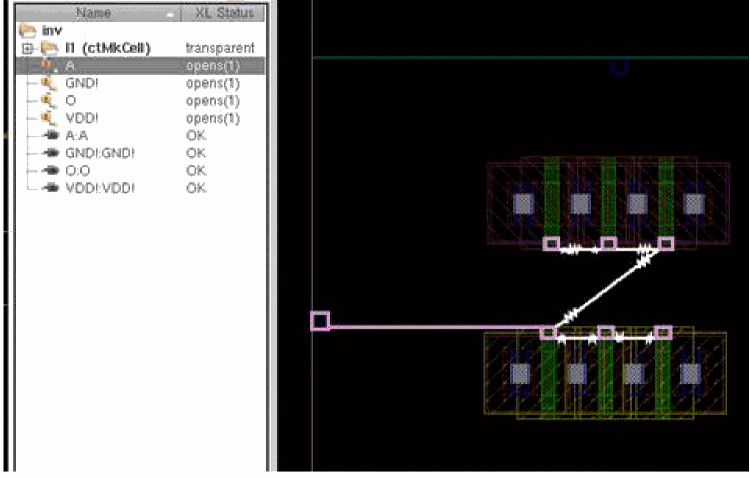 Name XL Status
inv
I1 (ctMkCell) transparent
A opens(1)
GND! opens(1)
O opens(1)
VDD! opens(1)
A:A OK
GND!:GND! OK
O:O OK
VDD!:VDD! OK